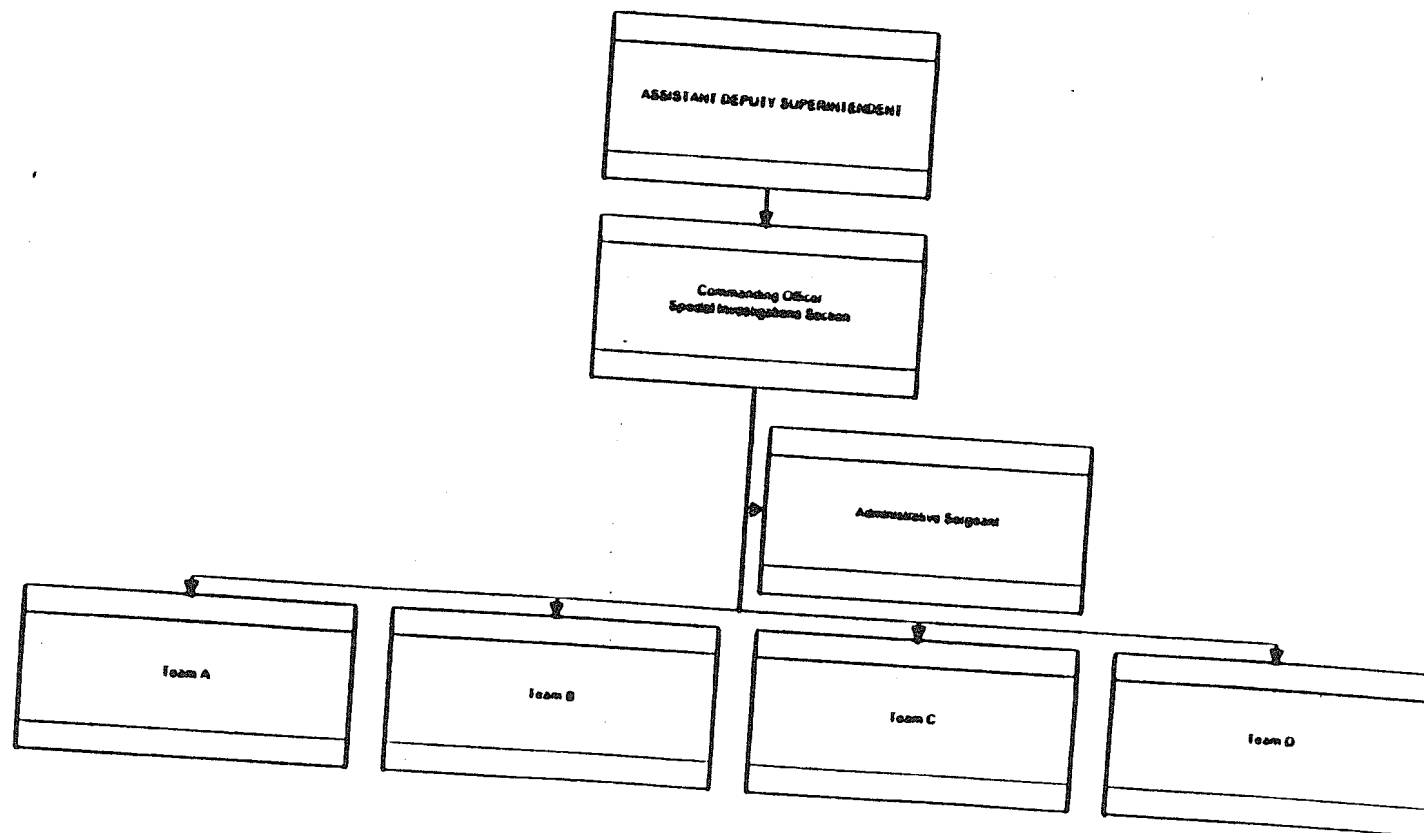 ASSISTANT DEPUTY SUPERINTENDENT
Commanding Officer
Special Investigations Section
Administrative Sergeant
Team A
Team B
Team C
Team D